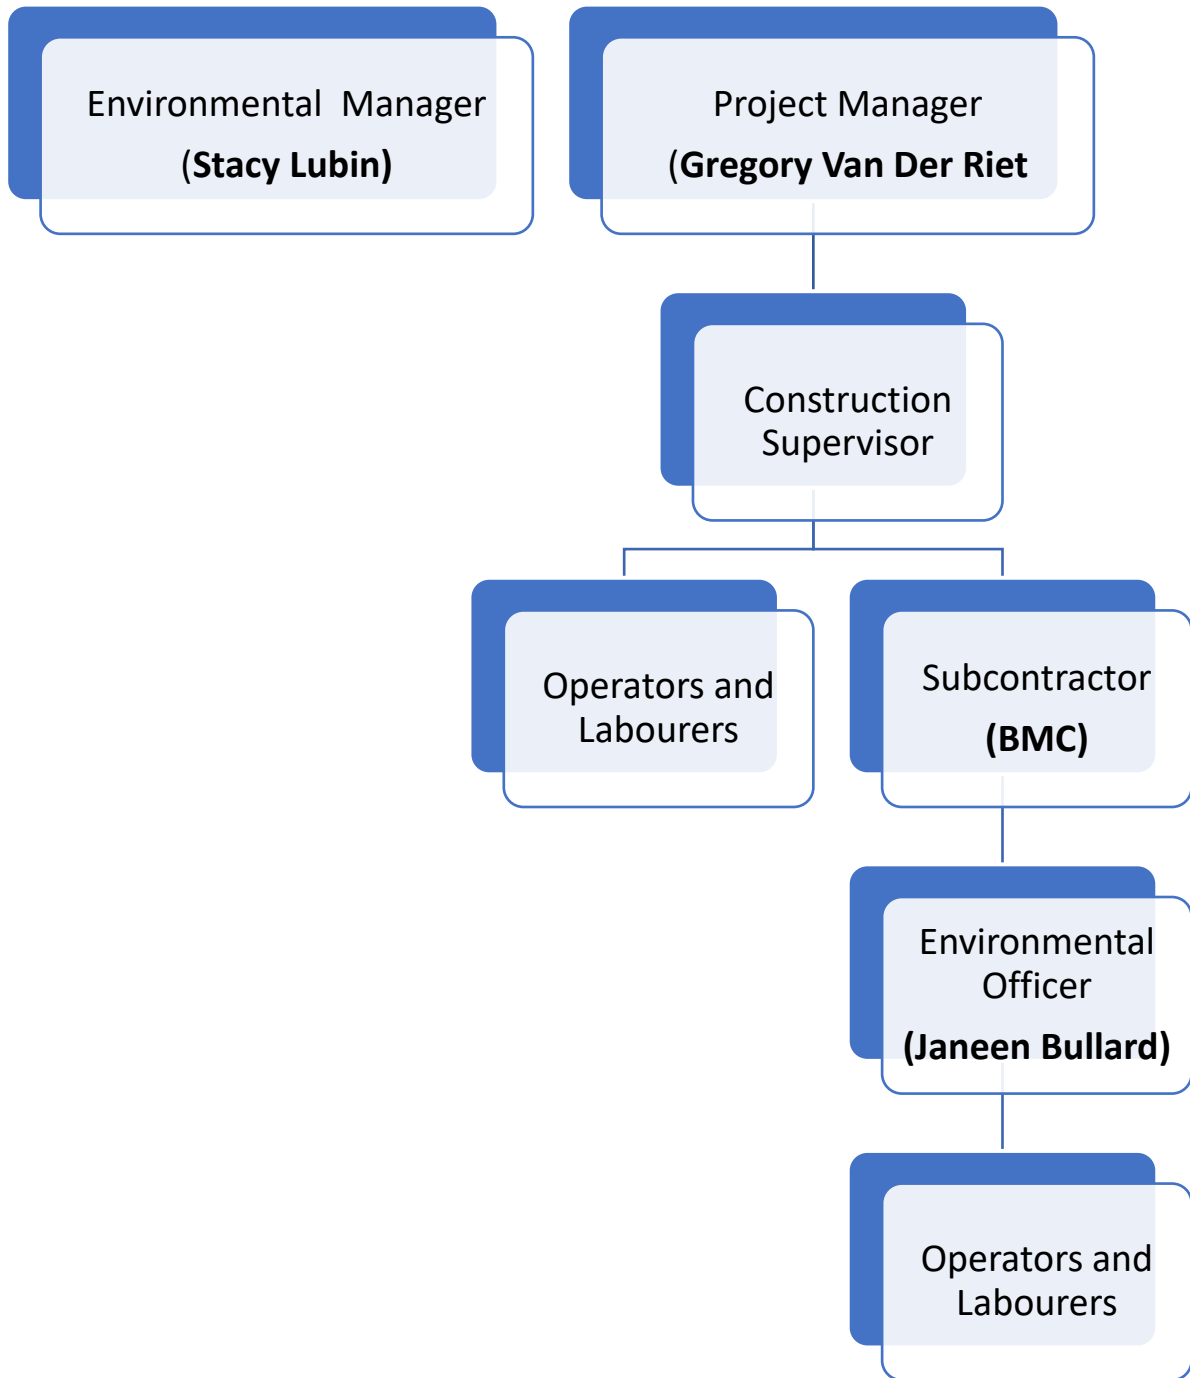 Environmental  Manager
(Stacy Lubin)
Project Manager
(Gregory Van Der Riet
Construction
Supervisor
Operators and
Labourers
Subcontractor
(BMC)
Environmental
Officer
(Janeen Bullard)
Operators and
Labourers